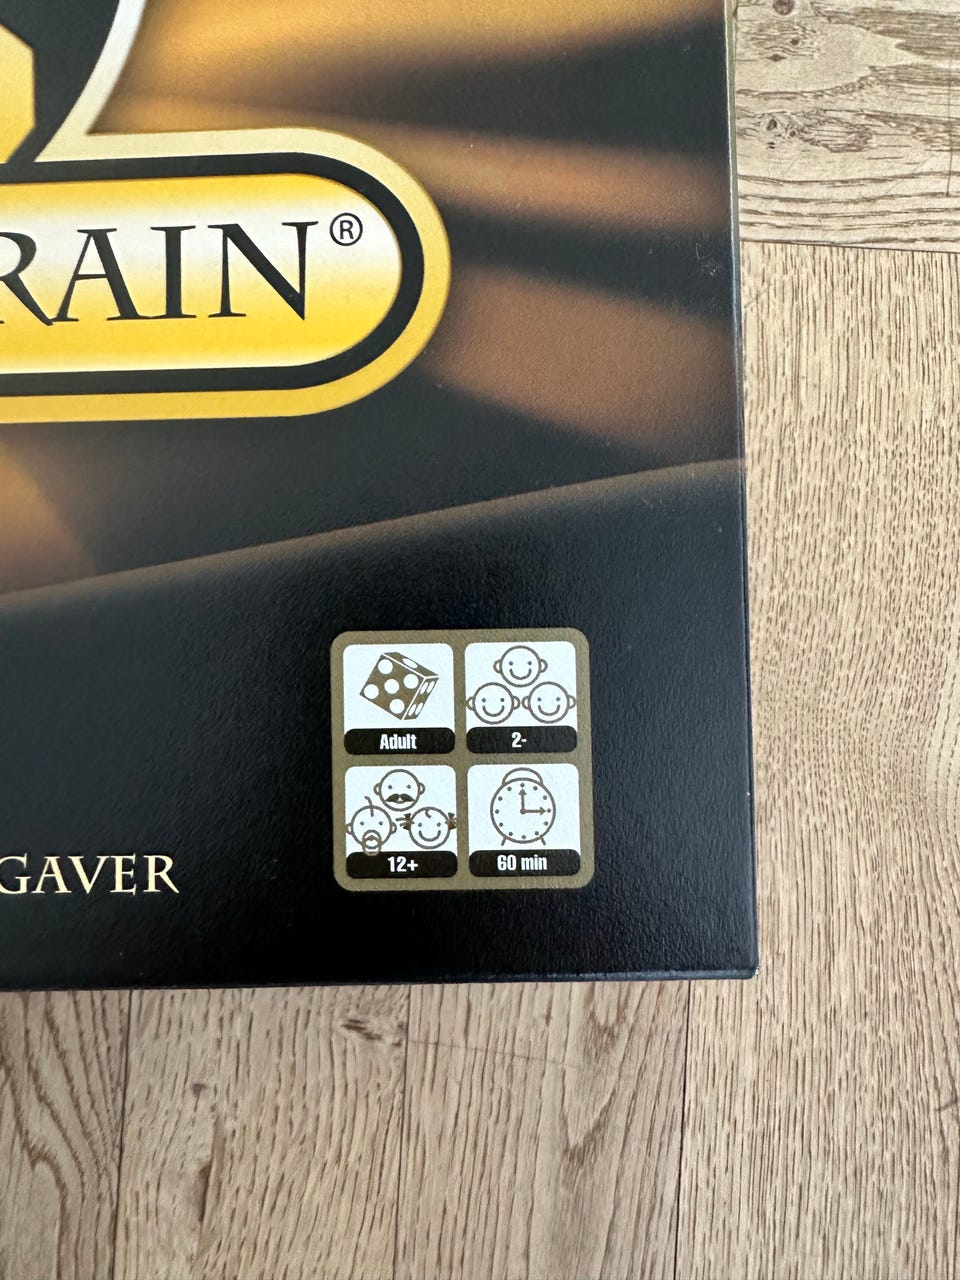 RAIN®
Adult
2-
12+
60 min
GAVER